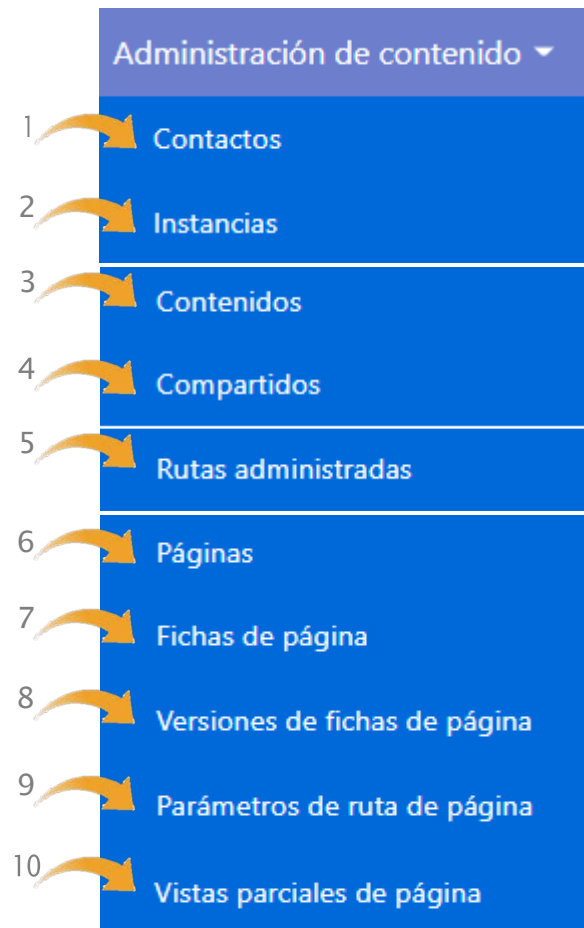 Administración de contenido
1 Contactos
2 Instancias
3 Contenidos
4 Compartidos
5 Rutas administradas
6 Páginas
7 Fichas de página
8 Versiones de fichas de página
9 Parámetros de ruta de página
10 Vistas parciales de página